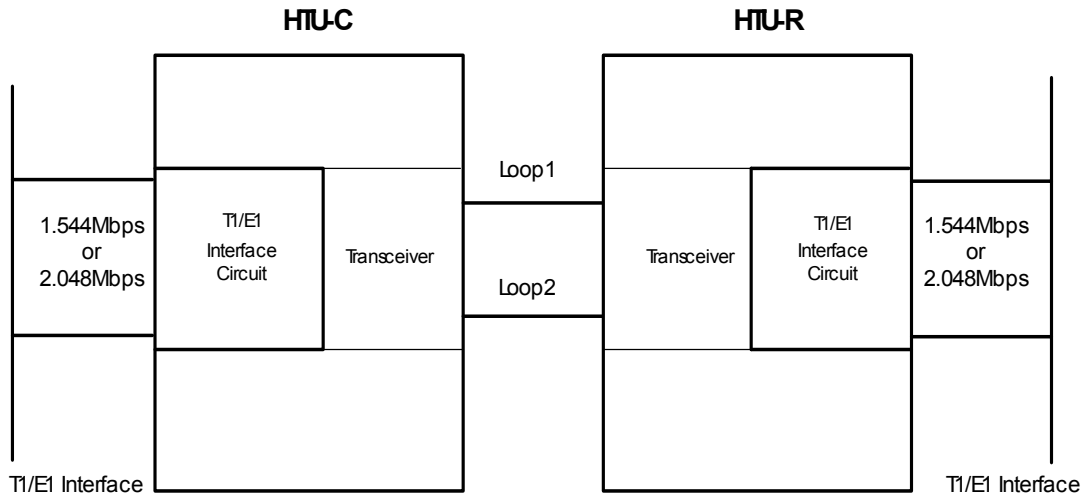 HTU-C
HTU-R
Loop1
1.544Mbps
or
2.048Mbps
T1/E1
Interface
Circuit
Transceiver
Loop2
Transceiver
T1/E1
Interface
Circuit
1.544Mbps
or
2.048Mbps
T1/E1 Interface
T1/E1 Interface